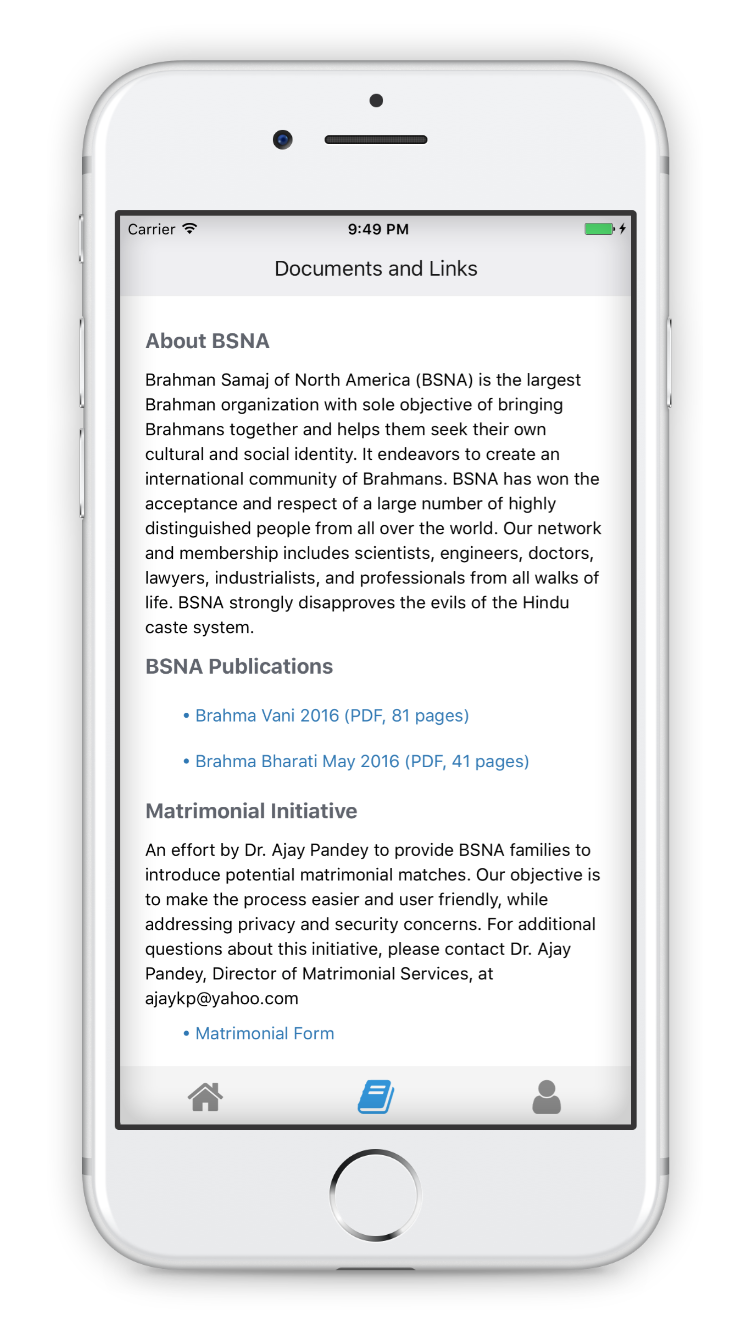 Carrier 9:49 PM
Documents and Links
About BSNA
Brahman Samaj of North America (BSNA) is the largest
Brahman organization with sole objective of bringing
Brahmans together and helps them seek their own
cultural and social identity. It endeavors to create an
international community of Brahmans. BSNA has won the
acceptance and respect of a large number of highly
distinguished people from all over the world. Our network
and membership includes scientists, engineers, doctors,
lawyers, industrialists, and professionals from all walks of
life. BSNA strongly disapproves the evils of the Hindu
caste system.
BSNA Publications
• Brahma Vani 2016 (PDF, 81 pages)
• Brahma Bharati May 2016 (PDF, 41 pages)
Matrimonial Initiative
An effort by Dr. Ajay Pandey to provide BSNA families to
introduce potential matrimonial matches. Our objective is
to make the process easier and user friendly, while
addressing privacy and security concerns. For additional
questions about this initiative, please contact Dr. Ajay
Pandey, Director of Matrimonial Services, at
ajaykp@yahoo.com
• Matrimonial Form